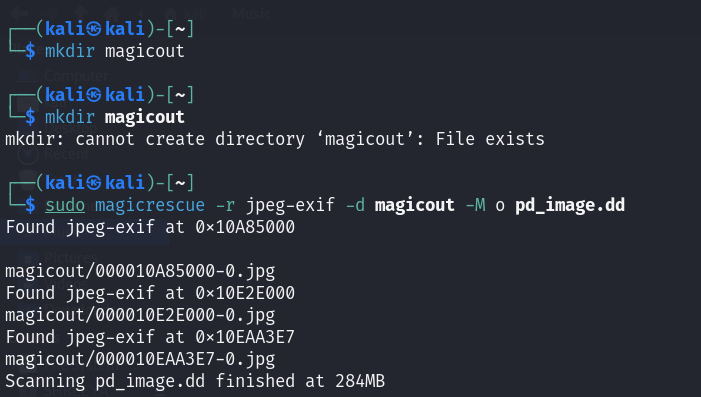 ┌──(kali㉿kali)-[~]
└─$ mkdir magicout
┌──(kali㉿kali)-[~]
└─$ mkdir magicout
mkdir: cannot create directory ‘magicout’: File exists
┌──(kali㉿kali)-[~]
└─$ sudo magicrescue -r jpeg-exif -d magicout -M o pd_image.dd
Found jpeg-exif at 0×10A85000
magicout/000010A85000-0.jpg
Found jpeg-exif at 0×10E2E000
magicout/000010E2E000-0.jpg
Found jpeg-exif at 0×10EAA3E7
magicout/000010EAA3E7-0.jpg
Scanning pd_image.dd finished at 284MB